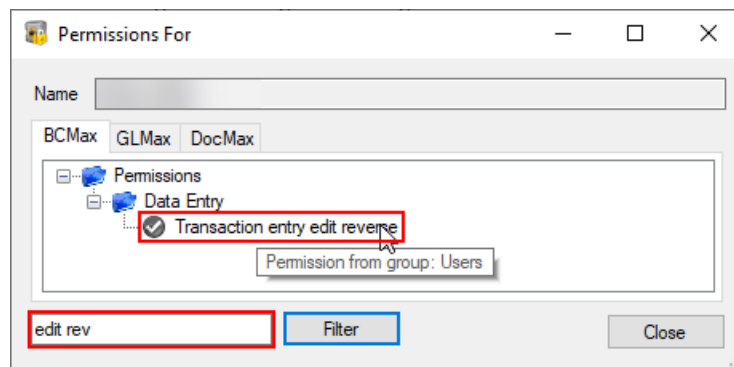 Permissions For
Name
BCMax GLMax DocMax
Permissions
Data Entry
Transaction entry edit reverse
Permission from group: Users
edit rev Filter Close